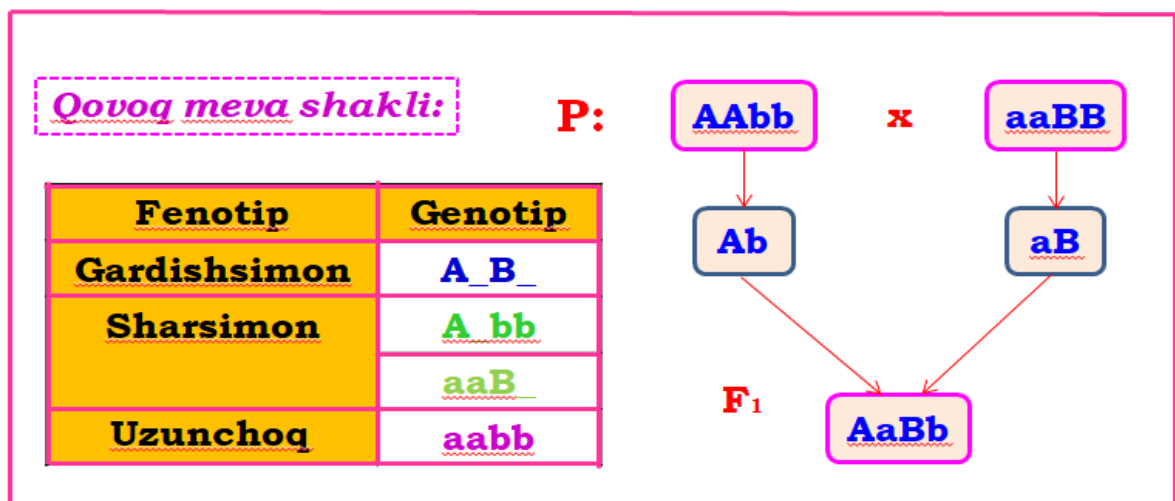 Qovoq meva shakli:
P: AAbb x aaBB
Fenotip Genotip
Gardishsimon A_B_
Sharsimon A_bb
aaB_
Uzunchoq aabb
Ab aB
F₁
AaBb